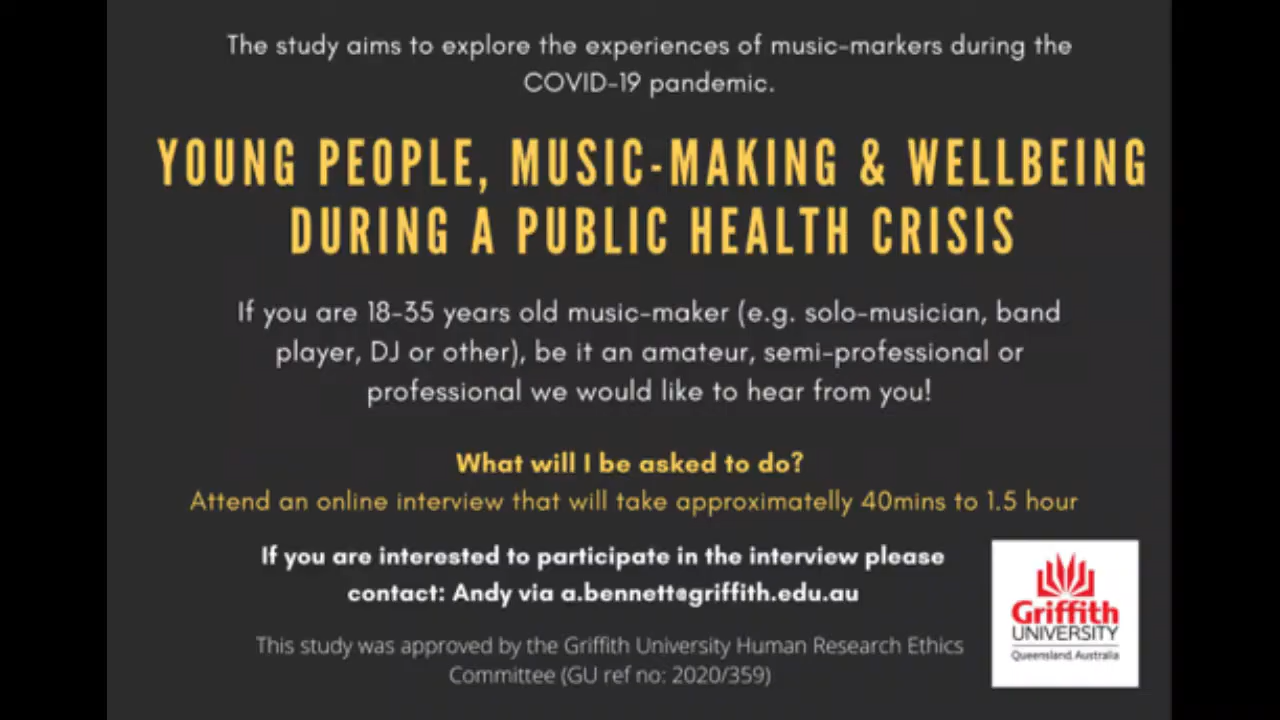 The study aims to explore the experiences of music-markers during the
COVID-19 pandemic.
YOUNG PEOPLE, MUSIC-MAKING & WELLBEING
DURING A PUBLIC HEALTH CRISIS
If you are 18-35 years old music-maker (e.g. solo-musician, band
player, DJ or other), be it an amateur, semi-professional or
professional we would like to hear from you!
What will I be asked to do?
Attend an online interview that will take approximatelly 40mins to 1.5 hour
If you are interested to participate in the interview please
contact: Andy via a.bennett@griffith.edu.au
This study was approved by the Griffith University Human Research Ethics
Committee (GU ref no: 2020/359)
Griffith
UNIVERSITY
Queensland, Australia